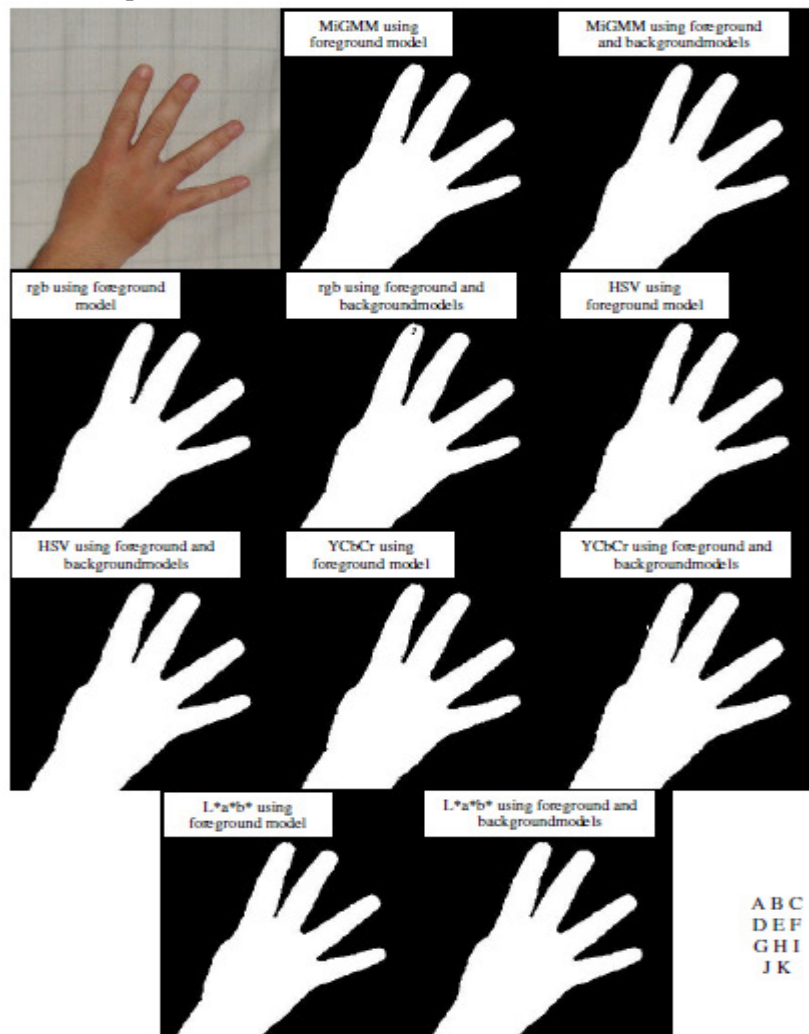 MiGMM using
foreground model
MiGMM using foreground
and backgroundmodels
rgb using foreground
model
rgb using foreground and
backgroundmodels
HSV using
foreground model
HSV using foreground and
backgroundmodels
YCbCr using
foreground model
YCbCr using foreground and
backgroundmodels
L*a*b* using
foreground model
L*a*b* using foreground and
backgroundmodels
A B C
D E F
G H I
J K